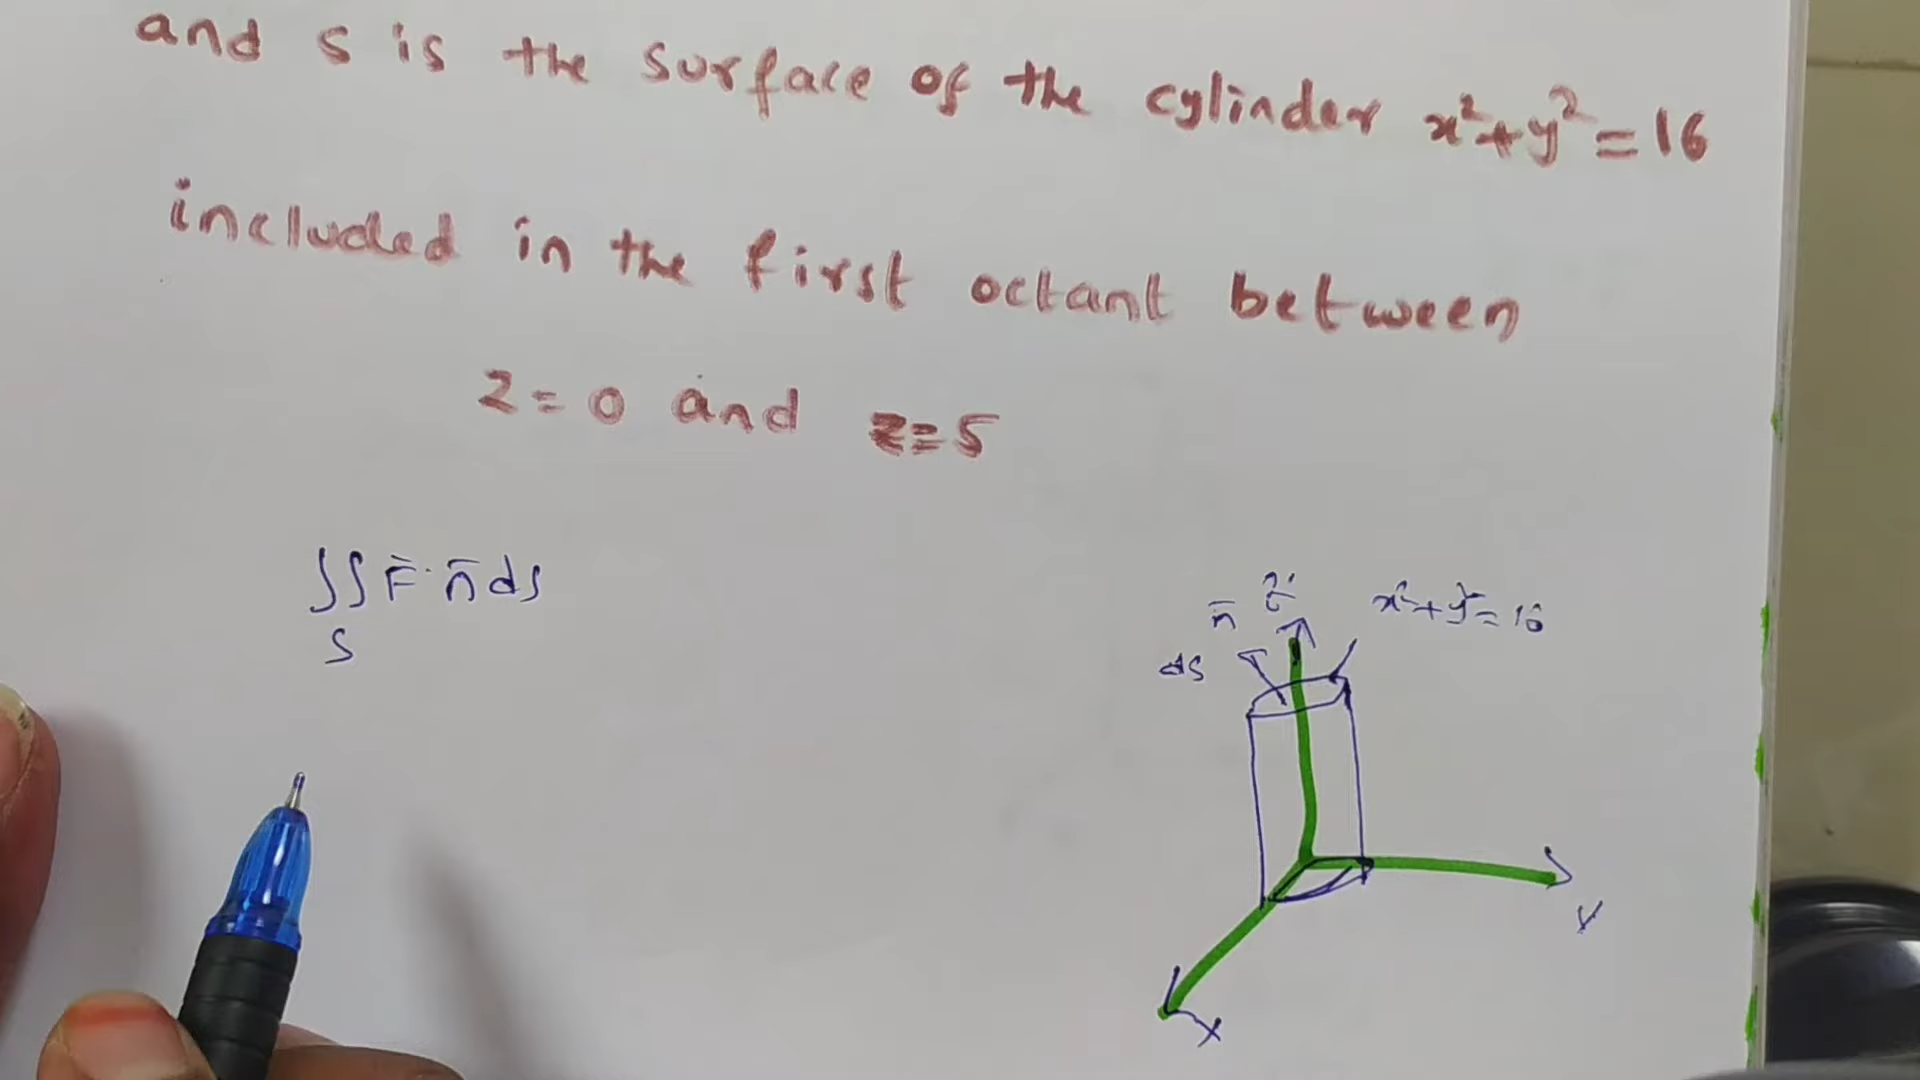 and S is the surface of the cylinder x²+y²=16
included in the first octant between
z=0 and z=5
∫∫ F̄·n̄ ds
S
n̄
x²+y²=16
ds
y
x